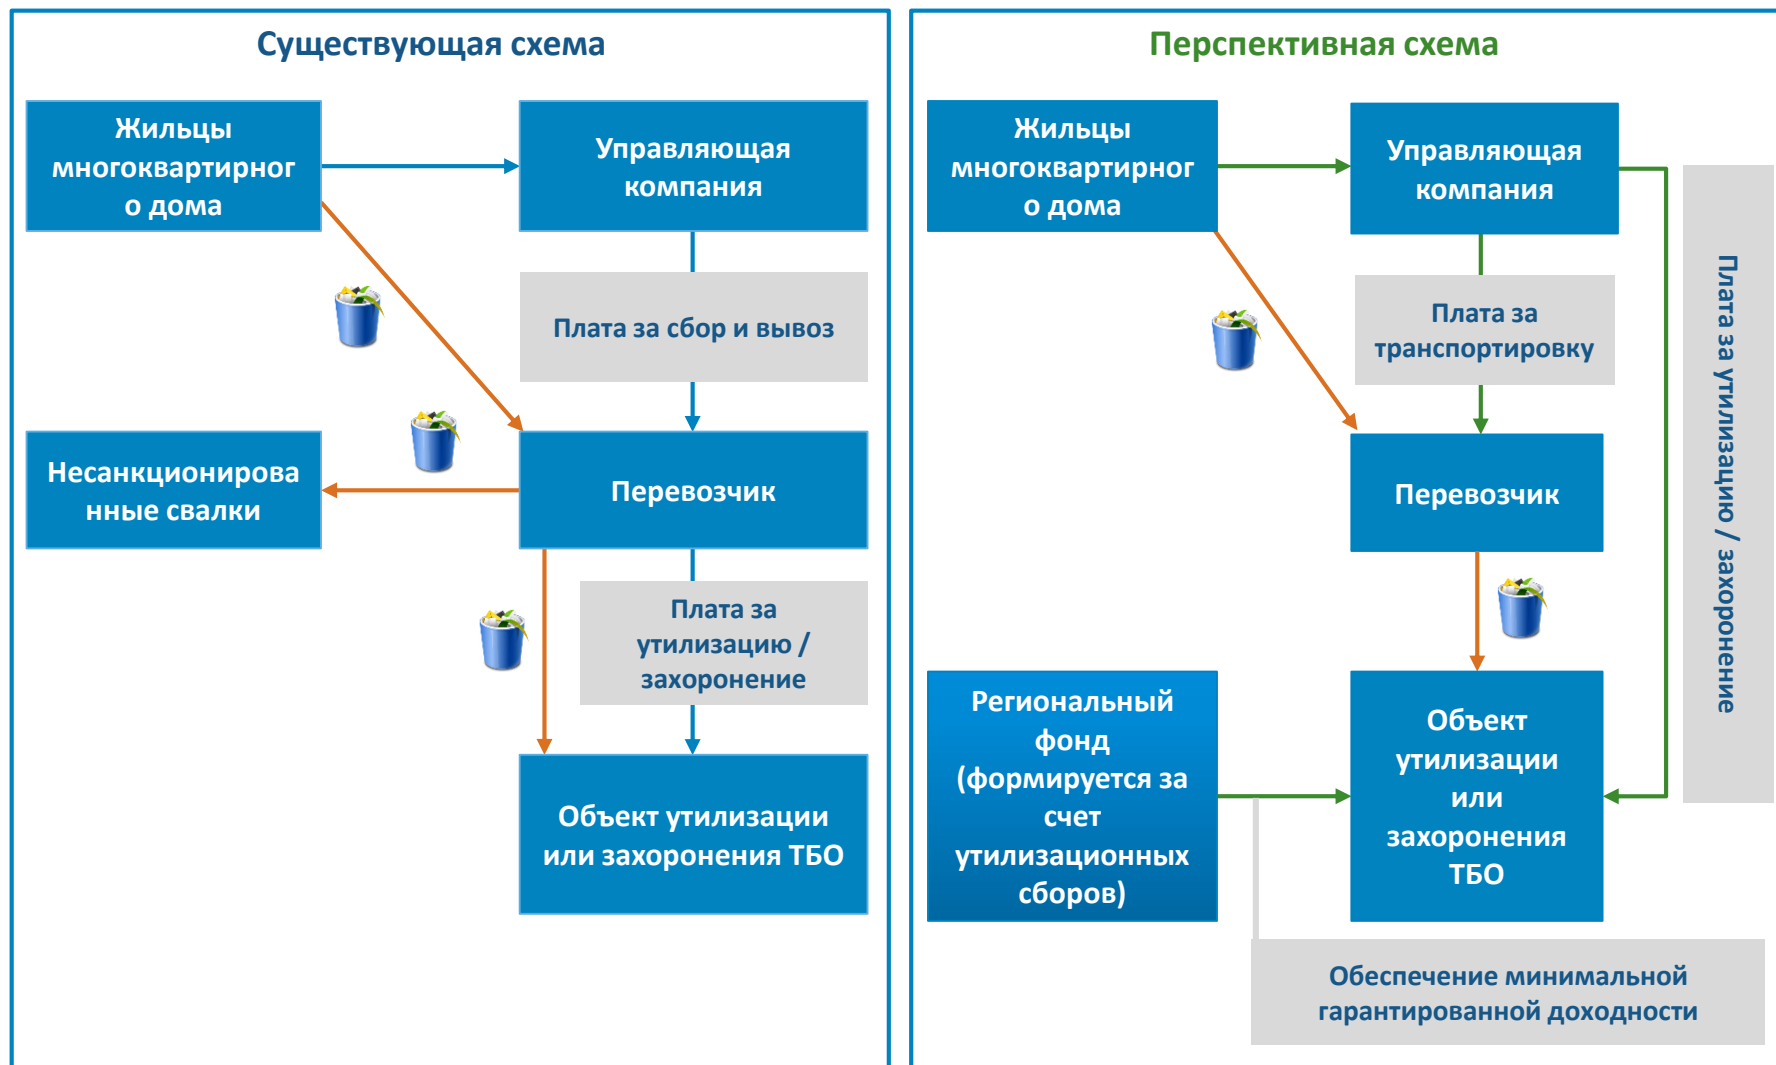 Существующая схема
Жильцы
многоквартирног
о дома
Управляющая
компания
Плата за сбор и вывоз
Несанкционирова
нные свалки
Перевозчик
Плата за
утилизацию /
захоронение
Объект утилизации
или захоронения ТБО
Перспективная схема
Жильцы
многоквартирног
о дома
Управляющая
компания
Плата за
транспортировку
Плата за утилизацию / захоронение
Перевозчик
Региональный
фонд
(формируется за
счет
утилизационных
сборов)
Объект
утилизации
или
захоронения
ТБО
Обеспечение минимальной
гарантированной доходности